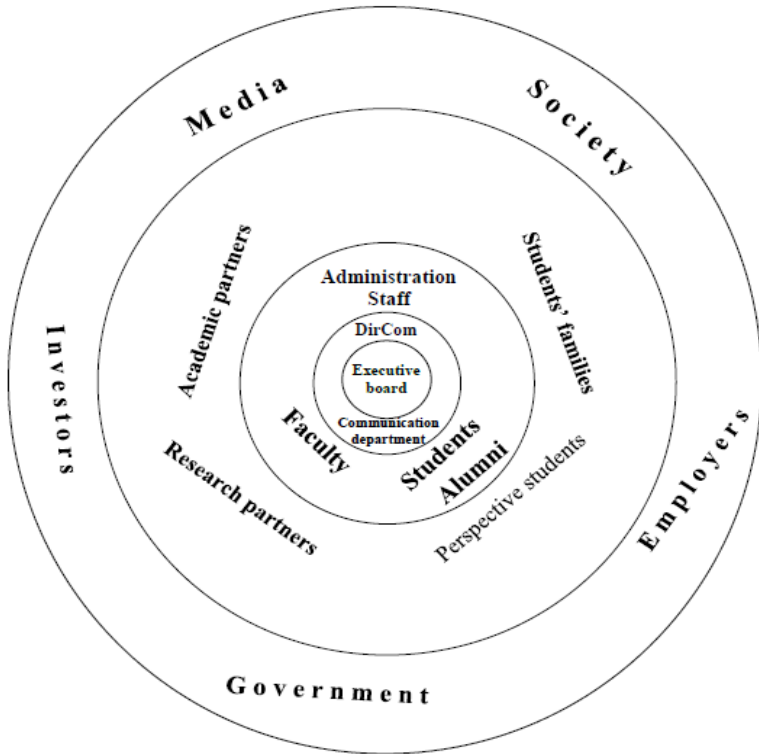 Media
Society
Academic partners
Students' families
Investors
Administration
Staff
DirCom
Executive
board
Communication
department
Faculty
Students
Alumni
Research partners
Perspective students
Employers
Government